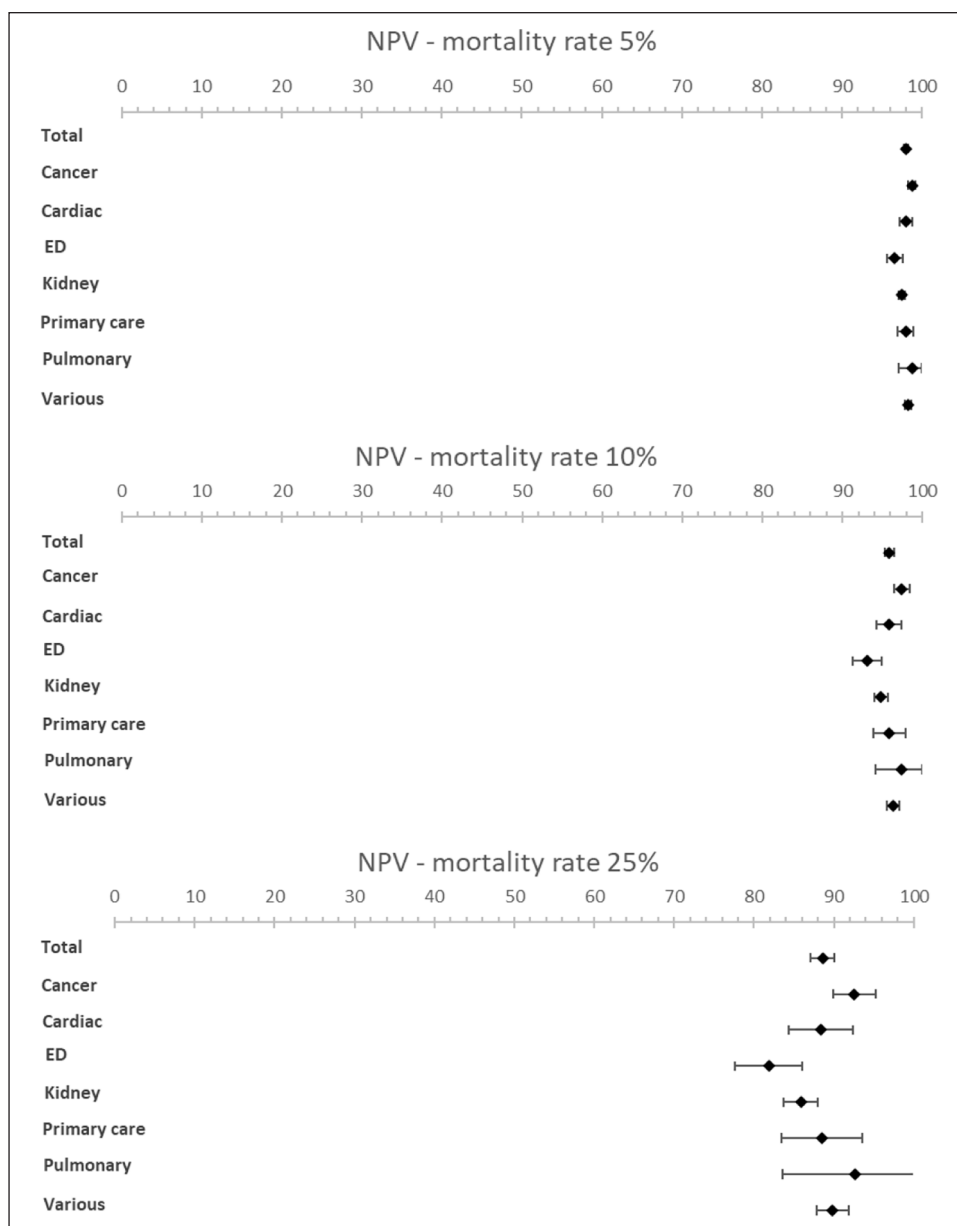 NPV - mortality rate 5%
0 10 20 30 40 50 60 70 80 90 100
Total
Cancer
Cardiac
ED
Kidney
Primary care
Pulmonary
Various
NPV - mortality rate 10%
0 10 20 30 40 50 60 70 80 90 100
Total
Cancer
Cardiac
ED
Kidney
Primary care
Pulmonary
Various
NPV - mortality rate 25%
0 10 20 30 40 50 60 70 80 90 100
Total
Cancer
Cardiac
ED
Kidney
Primary care
Pulmonary
Various